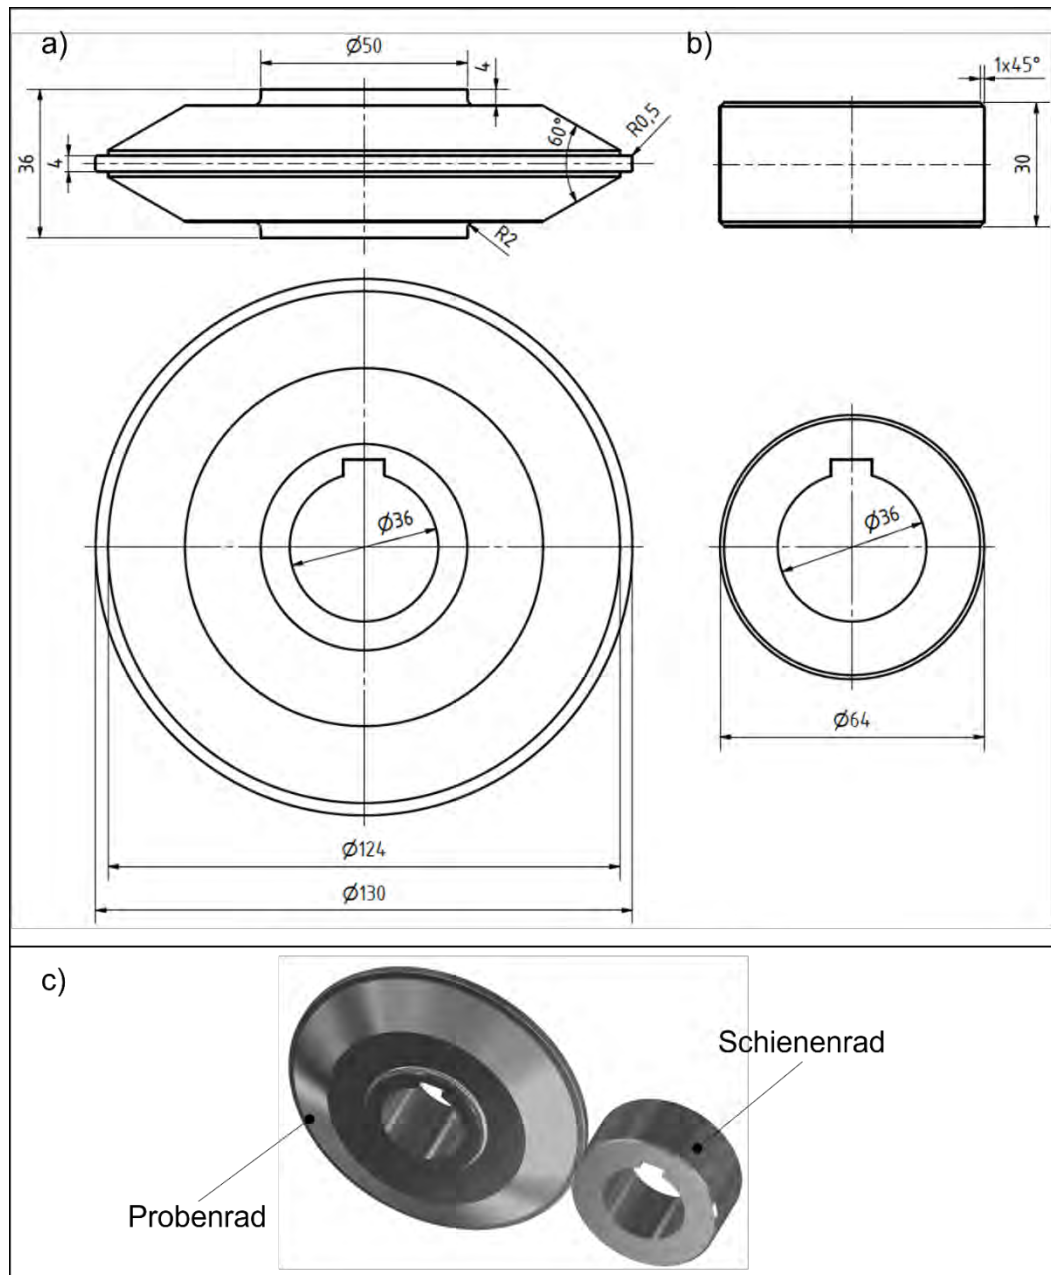 a)
Ø50
4
36
4
60°
R0,5
R2
Ø36
Ø124
Ø130
b)
1x45°
30
Ø36
Ø64
c)
Schienenrad
Probenrad